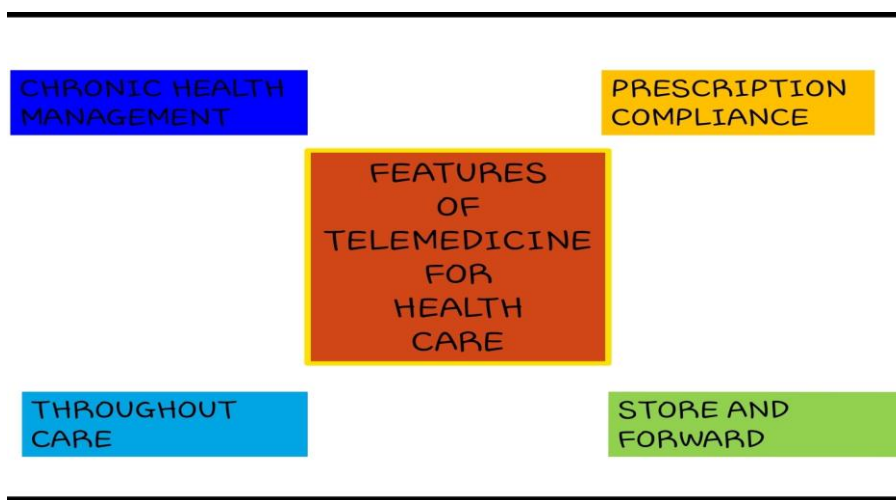 CHRONIC HEALTH
MANAGEMENT
PRESCRIPTION
COMPLIANCE
FEATURES
OF
TELEMEDICINE
FOR
HEALTH
CARE
THROUGHOUT
CARE
STORE AND
FORWARD